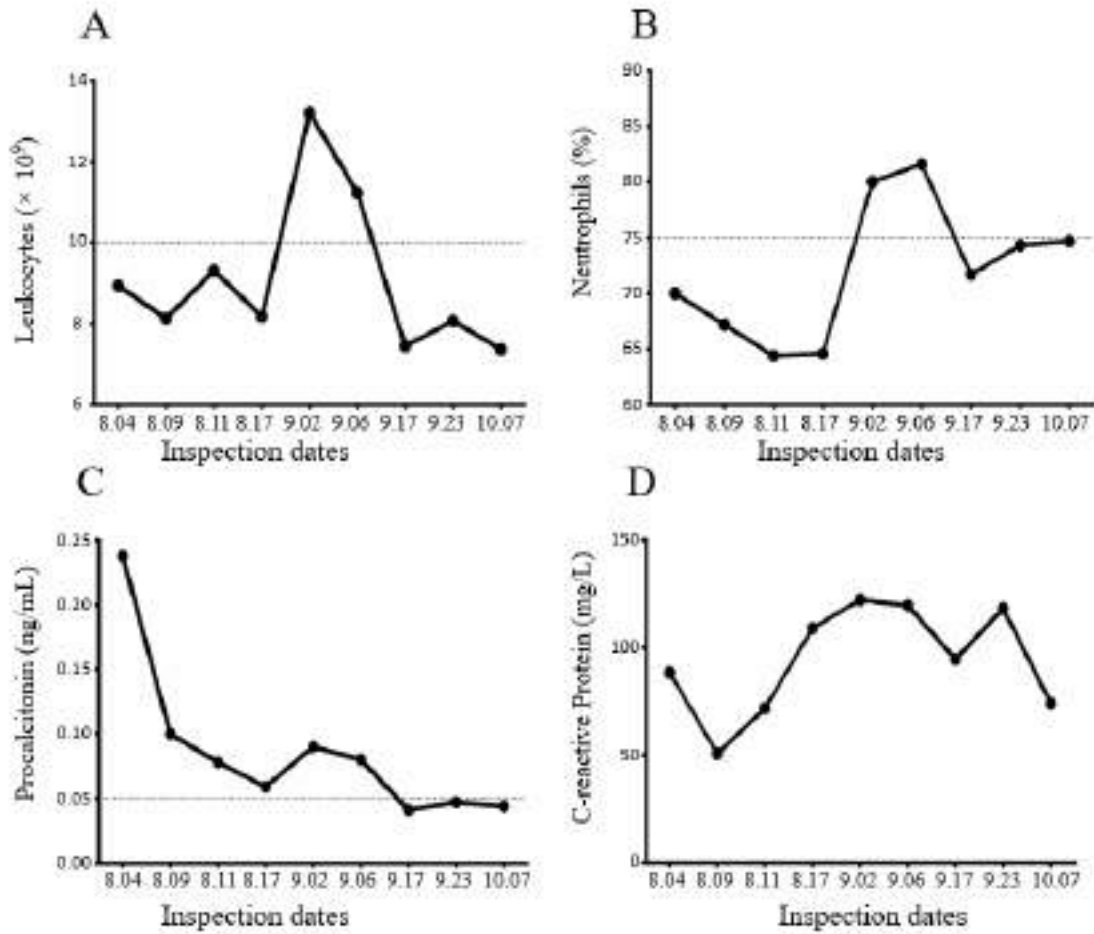 A
Leukocytes (× 10⁹)
14
12
10
8
6
8.04 8.09 8.11 8.17 9.02 9.06 9.17 9.23 10.07
Inspection dates
B
Neutrophils (%)
90
85
80
75
70
65
60
8.04 8.09 8.11 8.17 9.02 9.06 9.17 9.23 10.07
Inspection dates
C
Procalcitonin (ng/mL)
0.25
0.20
0.15
0.10
0.05
0.00
8.04 8.09 8.11 8.17 9.02 9.06 9.17 9.23 10.07
Inspection dates
D
C-reactive Protein (mg/L)
150
100
50
0
8.04 8.09 8.11 8.17 9.02 9.06 9.17 9.23 10.07
Inspection dates